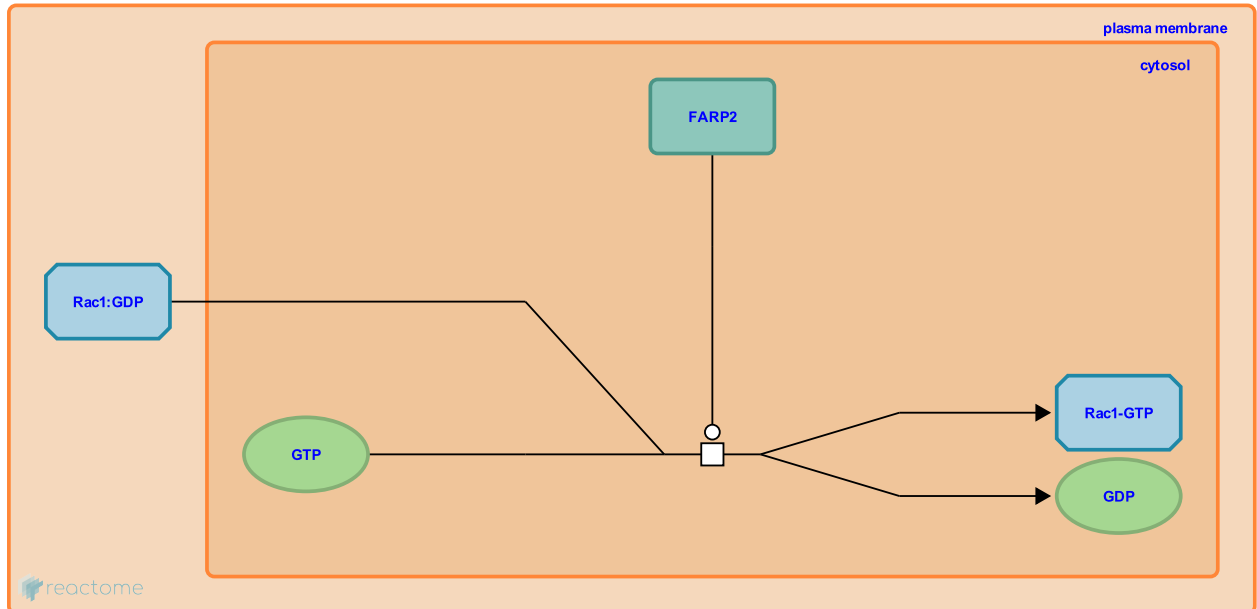 plasma membrane
cytosol
FARP2
Rac1:GDP
Rac1-GTP
GTP
GDP
reactome